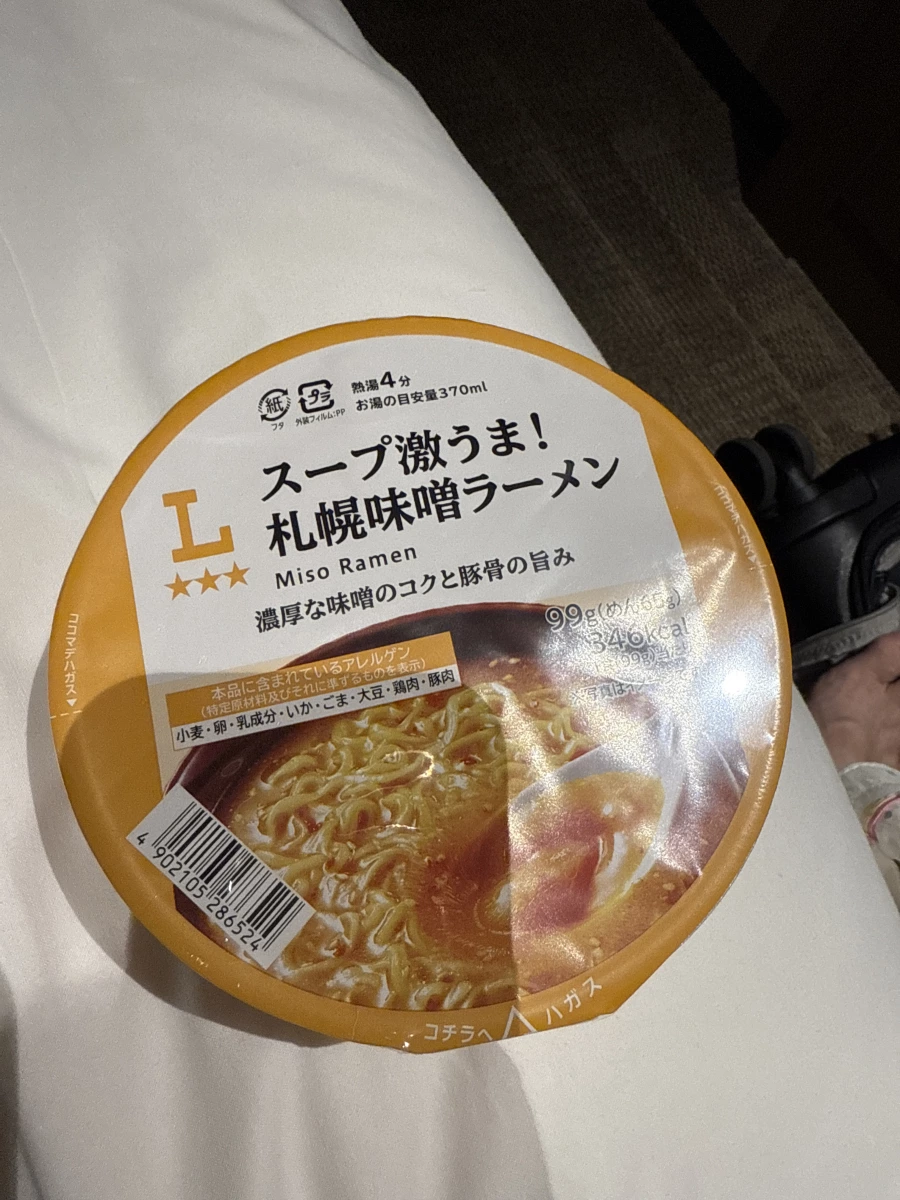 紙
フタ
プラ
外装フィルム:PP
熱湯4分
お湯の目安量370ml
L
スープ激うま!
札幌味噌ラーメン
Miso Ramen
濃厚な味噌のコクと豚骨の旨み
99g(めん65g)
346kcal
本品に含まれているアレルゲン
(特定原材料及びそれに準ずるものを表示)
小麦・卵・乳成分・いか・ごま・大豆・鶏肉・豚肉
ココマデハガス
4 902105 286524
コチラヘ ハガス